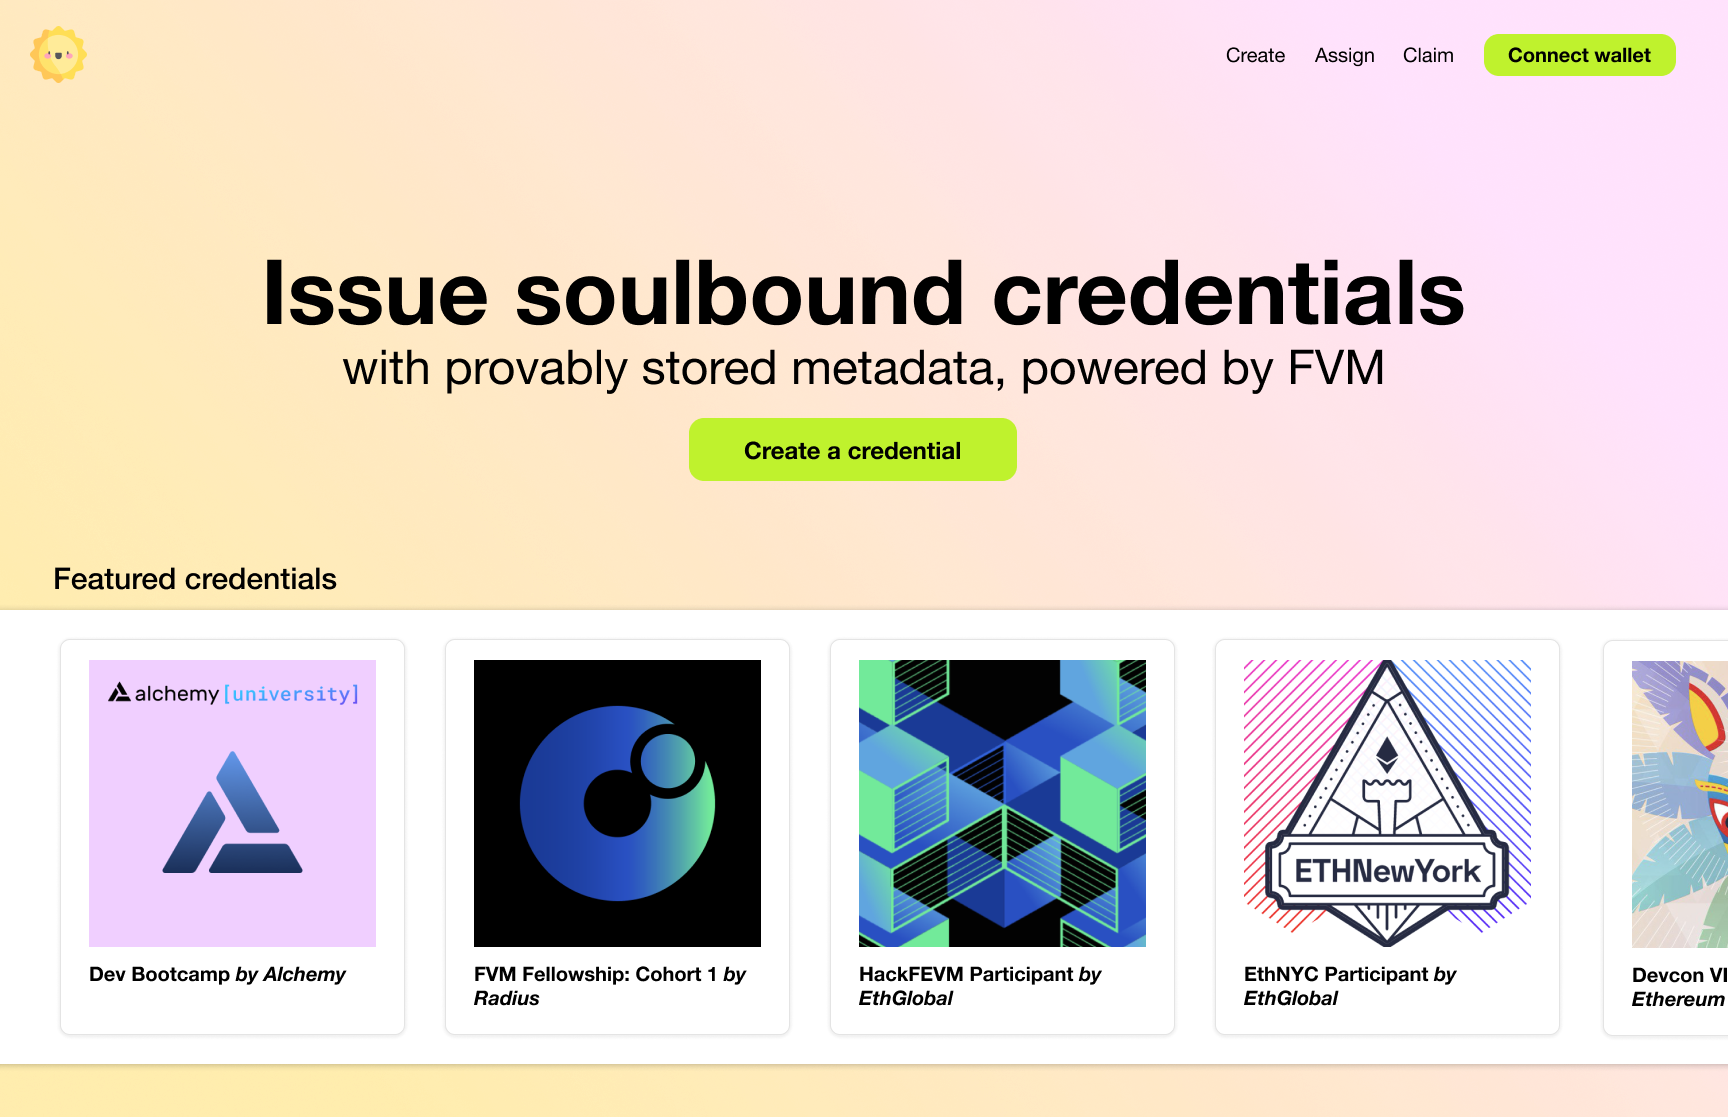 Create Assign Claim Connect wallet
Issue soulbound credentials
with provably stored metadata, powered by FVM
Create a credential
Featured credentials
alchemy [university]
Dev Bootcamp by Alchemy
FVM Fellowship: Cohort 1 by
Radius
HackFEVM Participant by
EthGlobal
ETHNewYork
EthNYC Participant by
EthGlobal
Devcon VI
Ethereum